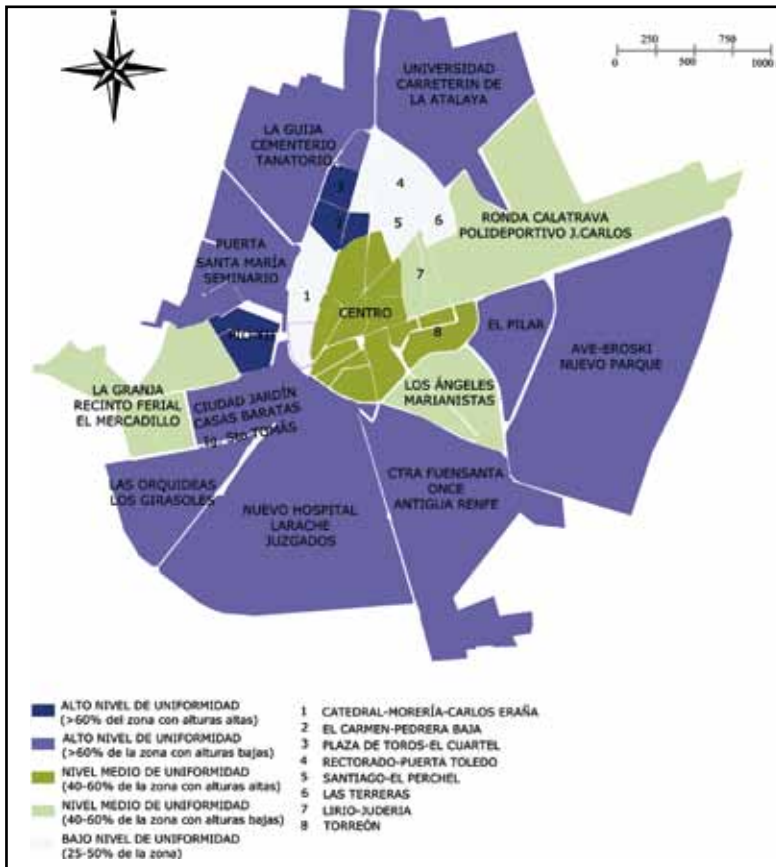 N
250 750
0 500 1000
UNIVERSIDAD
CARRETERIN DE
LA ATALAYA
LA GUIJA
CEMENTERIO
TANATORIO
3
4
2
5
6
RONDA CALATRAVA
POLIDEPORTIVO J.CARLOS
PUERTA
SANTA MARÍA
SEMINARIO
7
1
CENTRO
8
EL PILAR
AVE-EROSKI
NUEVO PARQUE
LA GRANJA
RECINTO FERIAL
EL MERCADILLO
CIUDAD JARDÍN
CASAS BARATAS
Fg. Sto TOMÁS
LOS ÁNGELES
MARIANISTAS
LAS ORQUIDEAS
LOS GIRASOLES
NUEVO HOSPITAL
LARACHE
JUZGADOS
CTRA FUENSANTA
ONCE
ANTIGUA RENFE
ALTO NIVEL DE UNIFORMIDAD
(>60% del zona con alturas altas)
ALTO NIVEL DE UNIFORMIDAD
(>60% de la zona con alturas bajas)
NIVEL MEDIO DE UNIFORMIDAD
(40-60% de la zona con alturas altas)
NIVEL MEDIO DE UNIFORMIDAD
(40-60% de la zona con alturas bajas)
BAJO NIVEL DE UNIFORMIDAD
(25-50% de la zona)
1 CATEDRAL-MORERÍA-CARLOS ERAÑA
2 EL CARMEN-PEDRERA BAJA
3 PLAZA DE TOROS-EL CUARTEL
4 RECTORADO-PUERTA TOLEDO
5 SANTIAGO-EL PERCHEL
6 LAS TERRERAS
7 LIRIO-JUDERIA
8 TORREÓN